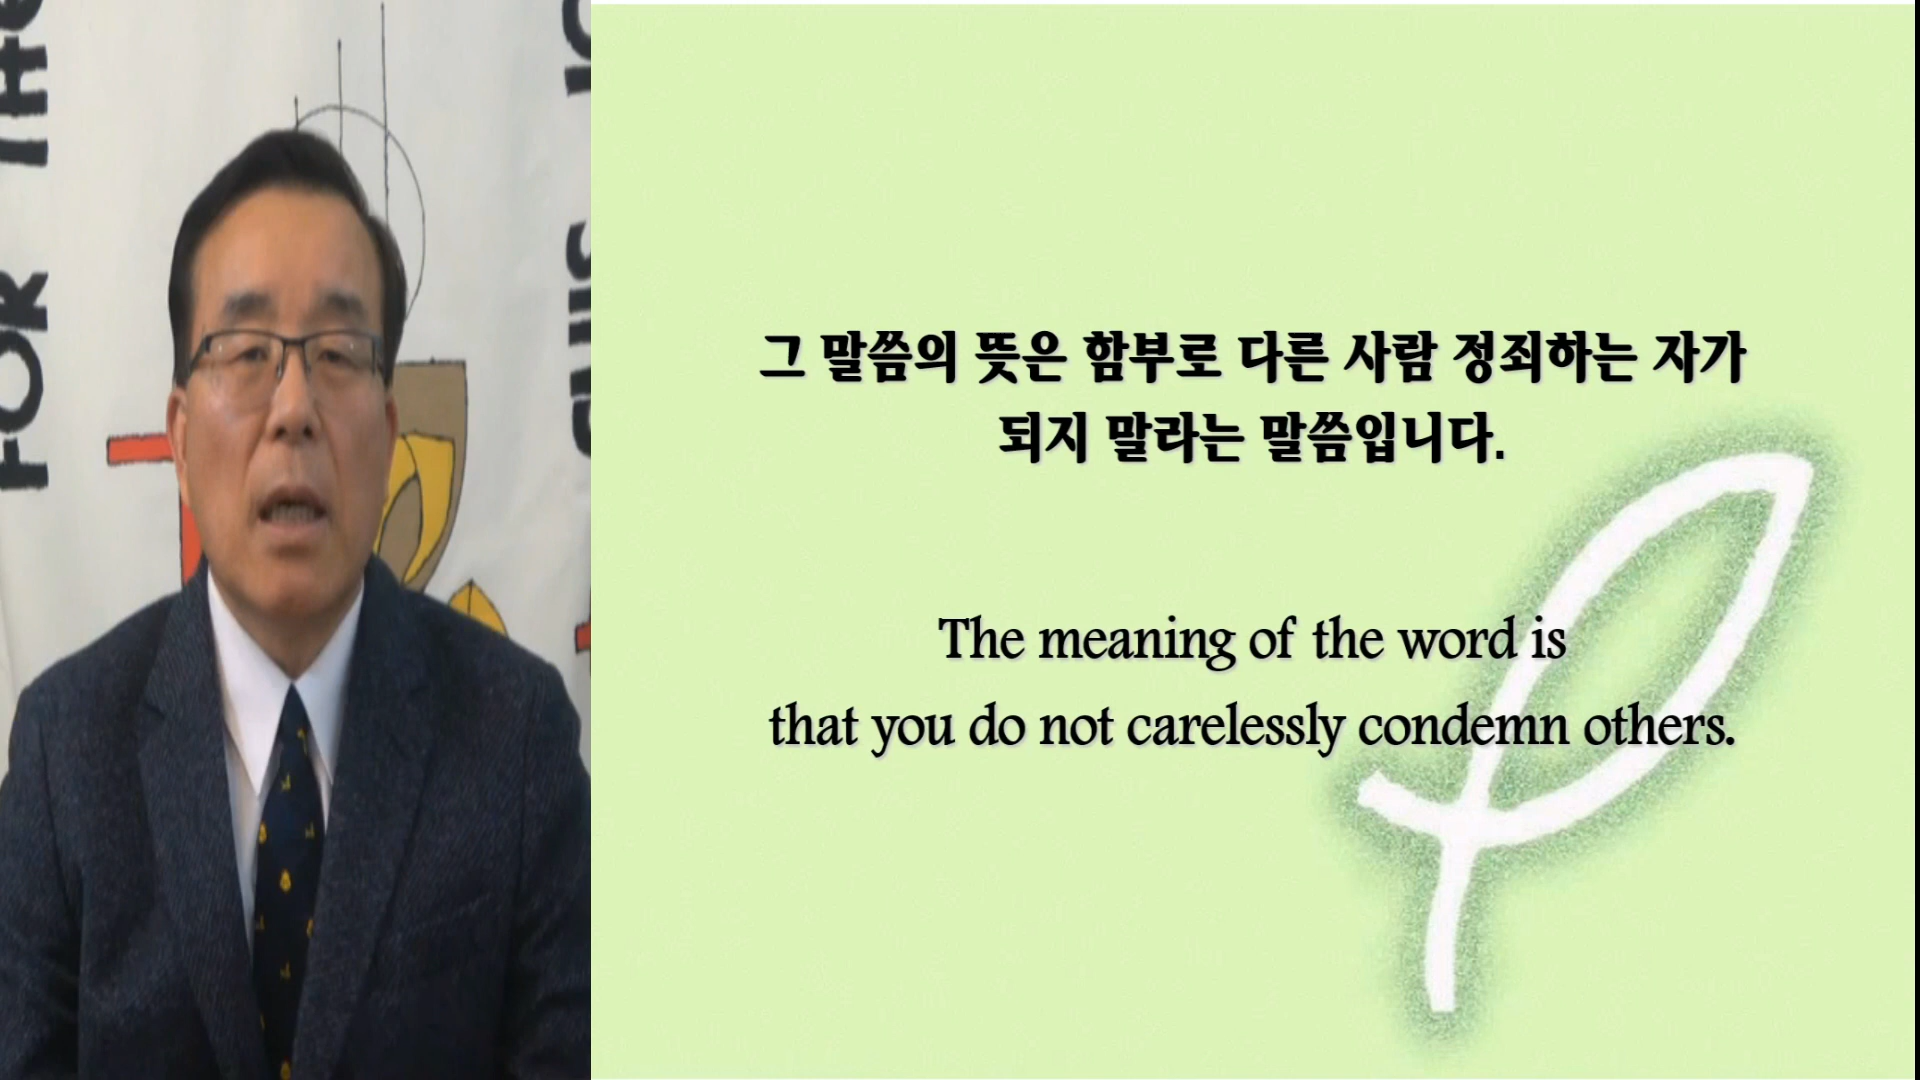 그 말씀의 뜻은 함부로 다른 사람 정죄하는 자가
되지 말라는 말씀입니다.
The meaning of the word is
that you do not carelessly condemn others.
FOR